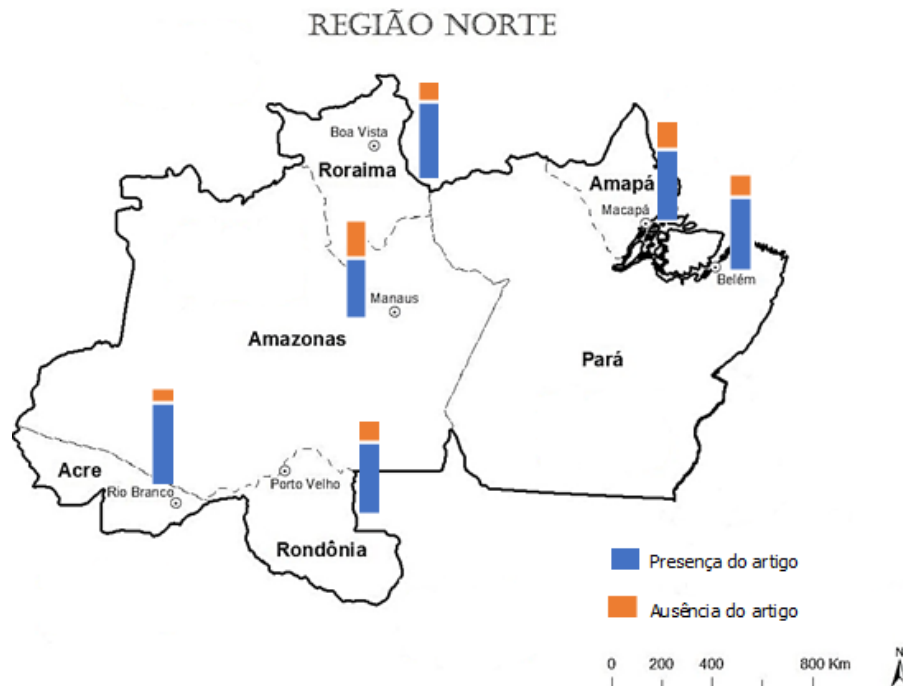 REGIÃO NORTE
Boa Vista
Roraima
Amapá
Macapá
Belém
Manaus
Amazonas
Pará
Acre
Rio Branco
Porto Velho
Rondônia
Presença do artigo
Ausência do artigo
0 200 400 800 Km
N